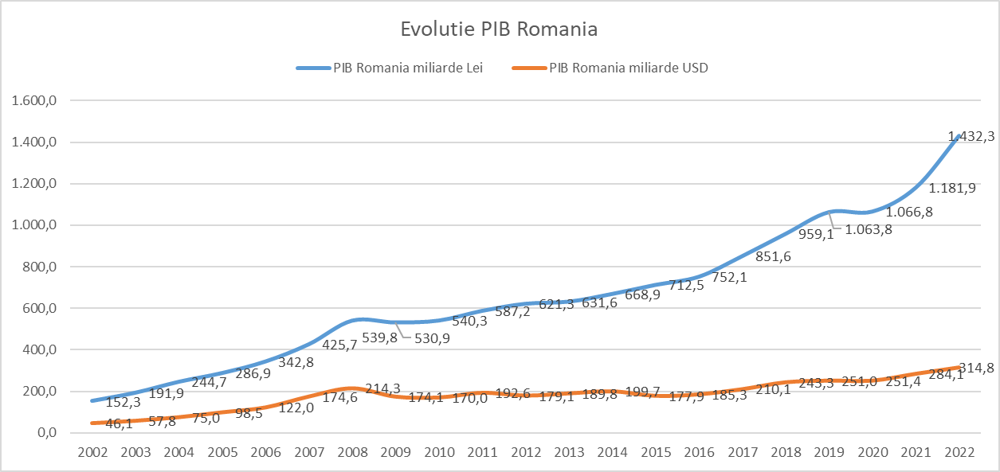 Evolutie PIB Romania
PIB Romania miliarde Lei PIB Romania miliarde USD
1.600,0
1.400,0
1.200,0
1.000,0
800,0
600,0
400,0
200,0
0,0
152,3 191,9 244,7 286,9 342,8 425,7 539,8 530,9 540,3 587,2 621,3 631,6 668,9 712,5 752,1 851,6 959,1 1.063,8 1.066,8 1.181,9 1.432,3
46,1 57,8 75,0 98,5 122,0 174,6 214,3 174,1 170,0 192,6 179,1 189,8 199,7 177,9 185,3 210,1 243,3 251,0 251,4 284,1 314,8
2002 2003 2004 2005 2006 2007 2008 2009 2010 2011 2012 2013 2014 2015 2016 2017 2018 2019 2020 2021 2022